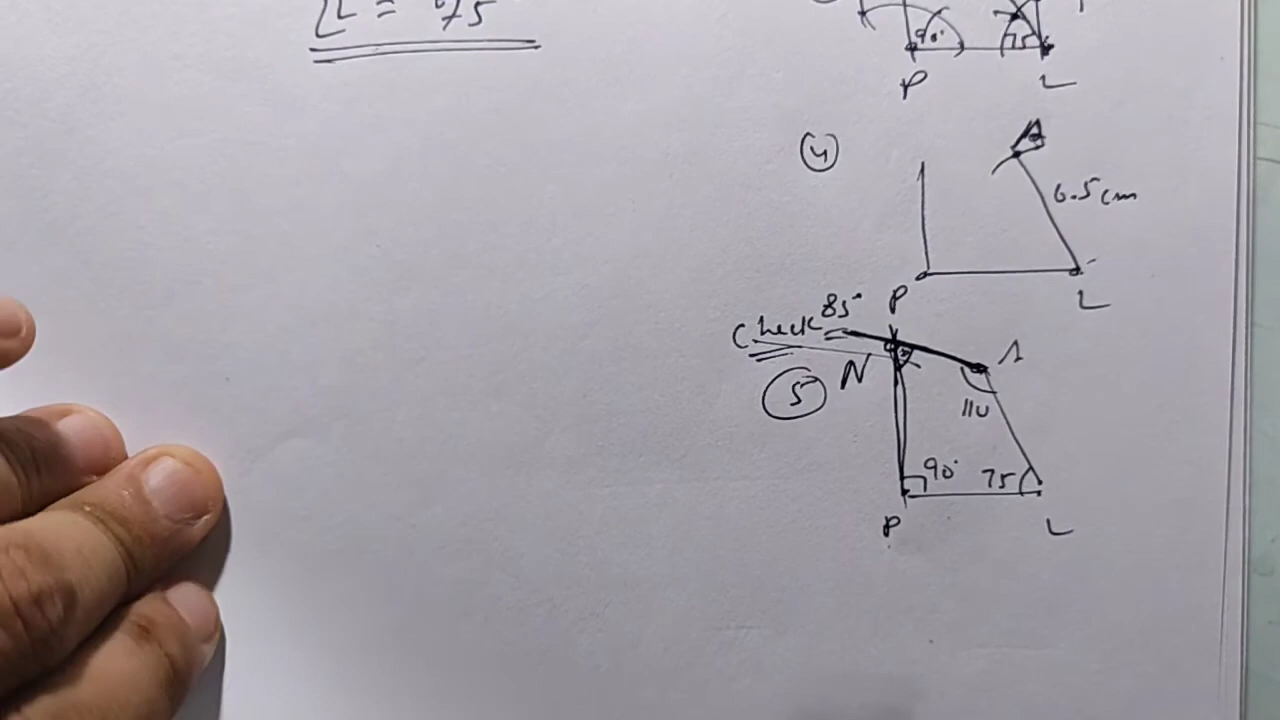 ∠L = 75
90° 75
P L
4
6.5 cm
P L
Check 85°
5 N A
110
90° 75
P L